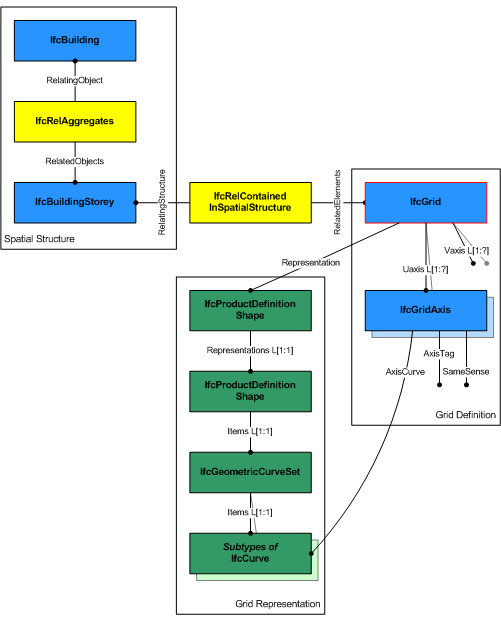 IfcBuilding
RelatingObject
IfcRelAggregates
RelatedObjects
IfcBuildingStorey
Spatial Structure
RelatingStructure
IfcRelContained
InSpatialStructure
RelatedElements
IfcGrid
Vaxis L[1:?]
Uaxis L[1:?]
IfcGridAxis
AxisTag
SameSense
AxisCurve
Grid Definition
Representation
IfcProductDefinition
Shape
Representations L[1:1]
IfcProductDefinition
Shape
Items L[1:1]
IfcGeometricCurveSet
Items L[1:1]
Subtypes of
IfcCurve
Grid Representation